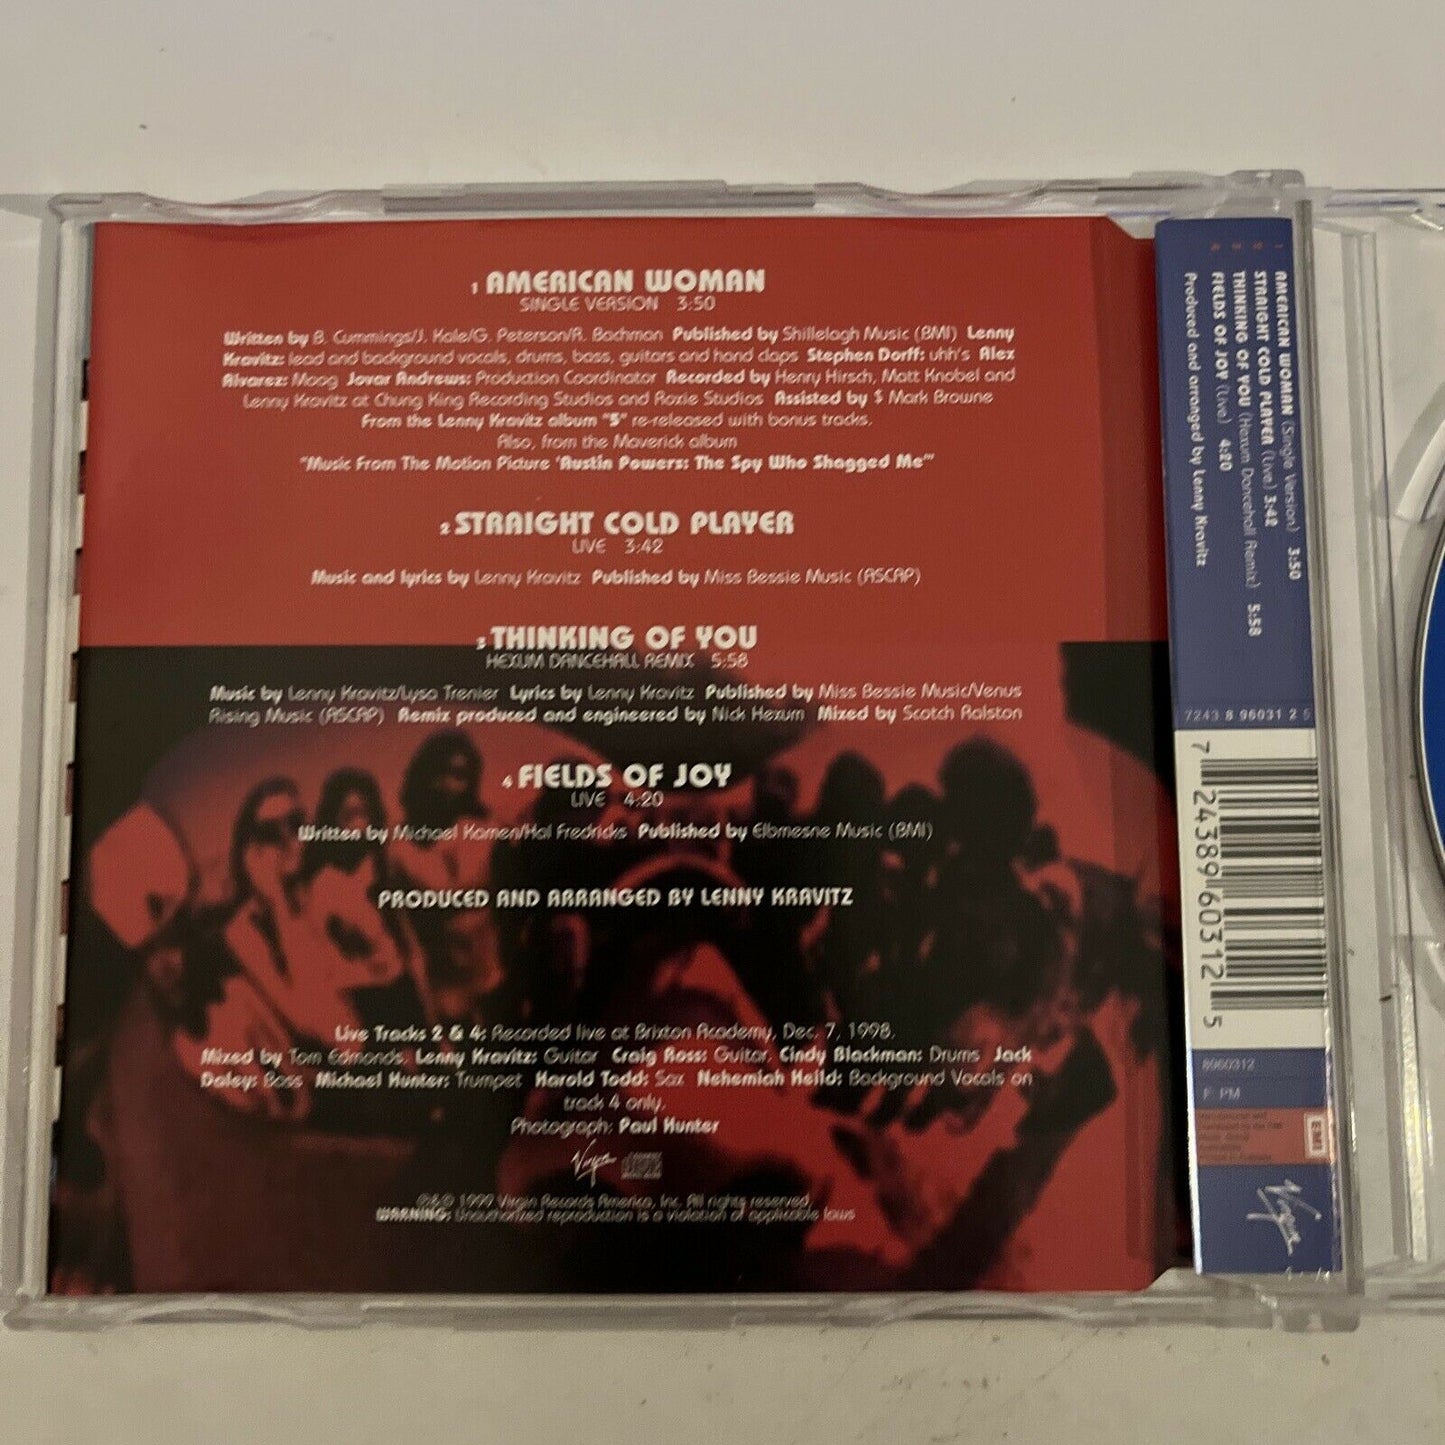 1 AMERICAN WOMAN
SINGLE VERSION 3:50
Written by B. Cummings/J. Kale/G. Peterson/R. Bachman Published by Shillelagh Music (BMI) Lenny
Kravitz: lead and background vocals, drums, bass, guitars and hand claps Stephen Dorff: uhh's Alex
Alvarez: Moog Jovar Andrews: Production Coordinator Recorded by Henry Hirsch, Matt Knobel and
Lenny Kravitz at Chung King Recording Studios and Roxie Studios Assisted by $ Mark Browne
From the Lenny Kravitz album "5" re-released with bonus tracks.
Also, from the Maverick album
"Music From The Motion Picture 'Austin Powers: The Spy Who Shagged Me'"
2 STRAIGHT COLD PLAYER
LIVE 3:42
Music and lyrics by Lenny Kravitz Published by Miss Bessie Music (ASCAP)
3 THINKING OF YOU
HEXUM DANCEHALL REMIX 5:58
Music by Lenny Kravitz/Lysa Trenier Lyrics by Lenny Kravitz Published by Miss Bessie Music/Venus
Rising Music (ASCAP) Remix produced and engineered by Nick Hexum Mixed by Scotch Ralston
4 FIELDS OF JOY
LIVE 4:20
Written by Michael Kamen/Hal Fredricks Published by Elbmesne Music (BMI)
PRODUCED AND ARRANGED BY LENNY KRAVITZ
Live Tracks 2 & 4: Recorded live at Brixton Academy, Dec. 7, 1998.
Mixed by Tom Edmonds, Lenny Kravitz: Guitar Craig Ross: Guitar, Cindy Blackman: Drums Jack
Daley: Bass Michael Hunter: Trumpet Harold Todd: Sax Nehemiah Heild: Background Vocals on
track 4 only.
Photograph: Paul Hunter
Virgin
℗&© 1999 Virgin Records America, Inc. All rights reserved.
WARNING: Unauthorized reproduction is a violation of applicable laws
1 AMERICAN WOMAN (Single Version) 3:50
2 STRAIGHT COLD PLAYER (Live) 3:42
3 THINKING OF YOU (Hexum Dancehall Remix) 5:58
4 FIELDS OF JOY (Live) 4:20
Produced and arranged by Lenny Kravitz
7243 8 96031 2 5
7 24389 60312 5
8960312
F: PM
EMI
Virgin